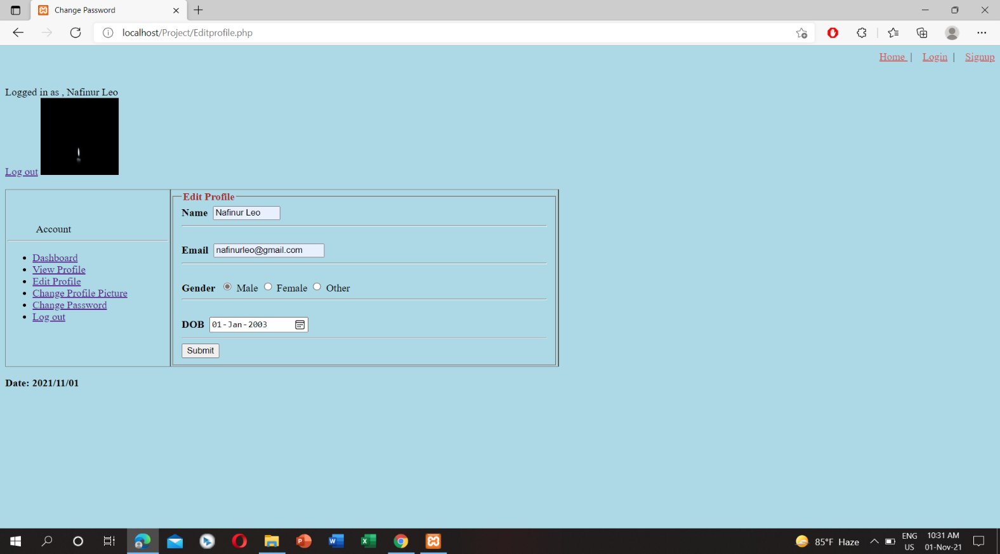 Change Password
localhost/Project/Editprofile.php
Home | Login | Signup
Logged in as , Nafinur Leo
Log out
Account
Dashboard
View Profile
Edit Profile
Change Profile Picture
Change Password
Log out
Edit Profile
Name Nafinur Leo
Email nafinurleo@gmail.com
Gender Male Female Other
DOB 01-Jan-2003
Submit
Date: 2021/11/01
85°F Haze
ENG
US
10:31 AM
01-Nov-21